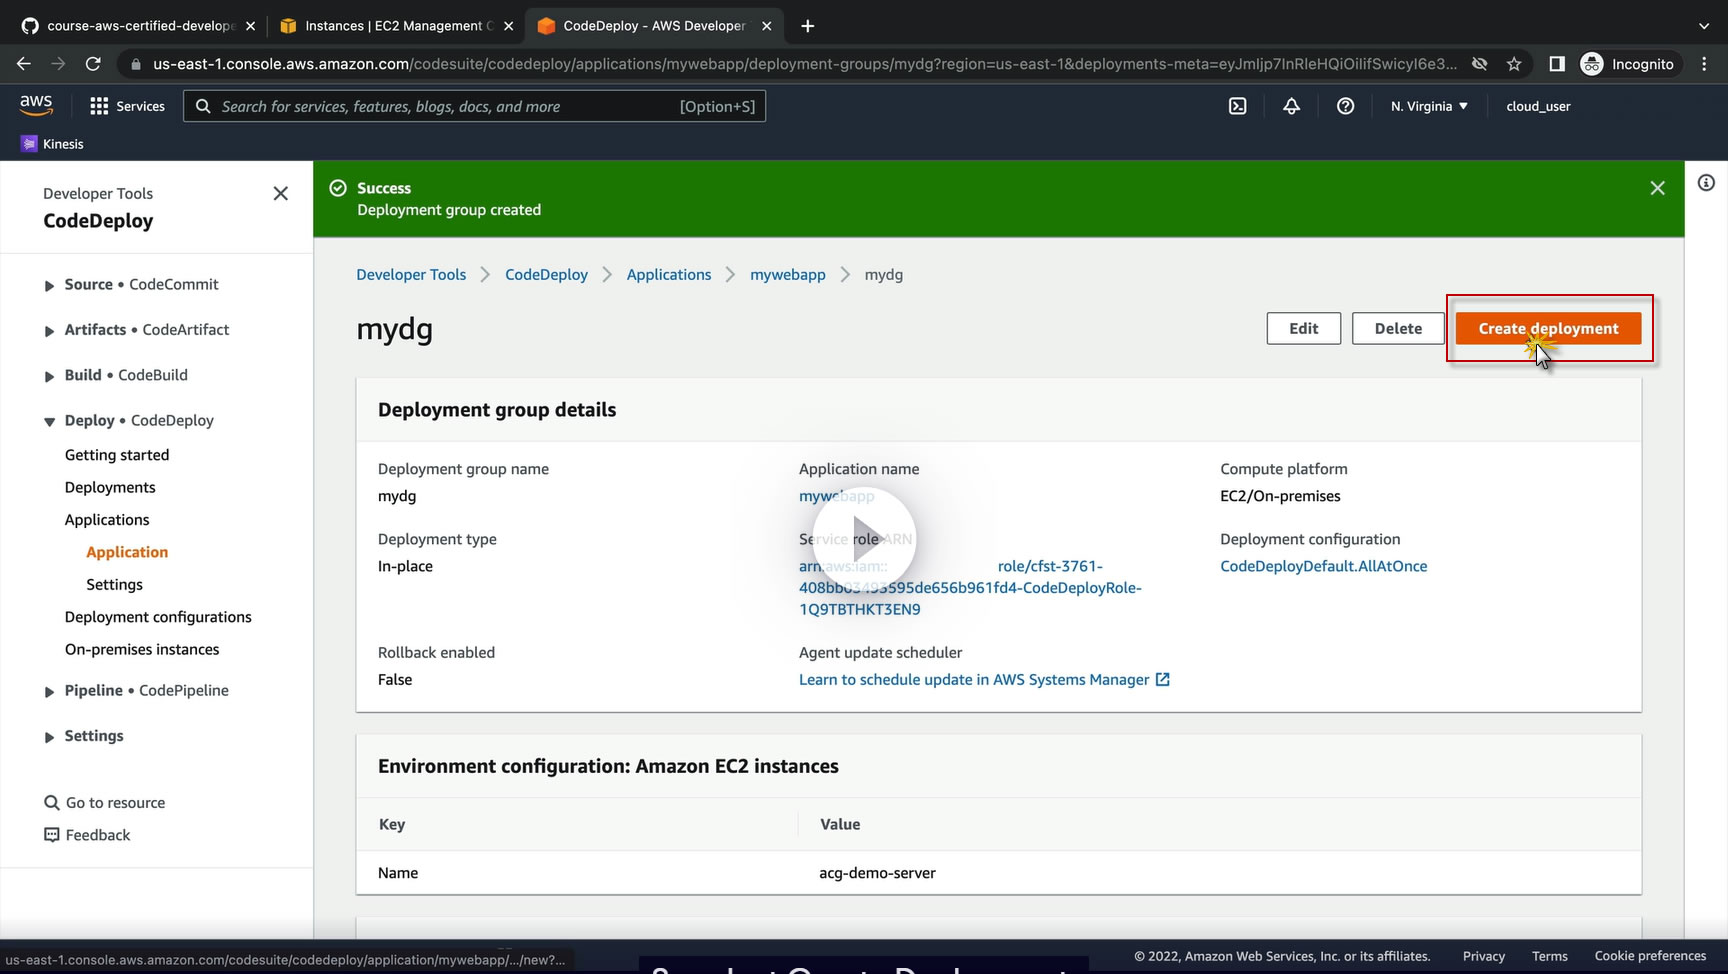 course-aws-certified-develope
Instances | EC2 Management C
CodeDeploy - AWS Developer
us-east-1.console.aws.amazon.com/codesuite/codedeploy/applications/mywebapp/deployment-groups/mydg?region=us-east-1&deployments-meta=eyJmIjp7InRleHQiOiIifSwicyI6e3...
Incognito
aws
Services
Search for services, features, blogs, docs, and more
[Option+S]
N. Virginia
cloud_user
Kinesis
Developer Tools
CodeDeploy
Source • CodeCommit
Artifacts • CodeArtifact
Build • CodeBuild
Deploy • CodeDeploy
Getting started
Deployments
Applications
Application
Settings
Deployment configurations
On-premises instances
Pipeline • CodePipeline
Settings
Go to resource
Feedback
Success
Deployment group created
Developer Tools
CodeDeploy
Applications
mywebapp
mydg
mydg
Edit
Delete
Create deployment
Deployment group details
Deployment group name
mydg
Application name
mywebapp
Compute platform
EC2/On-premises
Deployment type
In-place
Service role ARN
arn:aws:iam:: role/cfst-3761-
408bb03493595de656b961fd4-CodeDeployRole-
1Q9TBTHKT3EN9
Deployment configuration
CodeDeployDefault.AllAtOnce
Rollback enabled
False
Agent update scheduler
Learn to schedule update in AWS Systems Manager
Environment configuration: Amazon EC2 instances
Key
Value
Name
acg-demo-server
us-east-1.console.aws.amazon.com/codesuite/codedeploy/application/mywebapp/.../new?...
© 2022, Amazon Web Services, Inc. or its affiliates.
Privacy
Terms
Cookie preferences